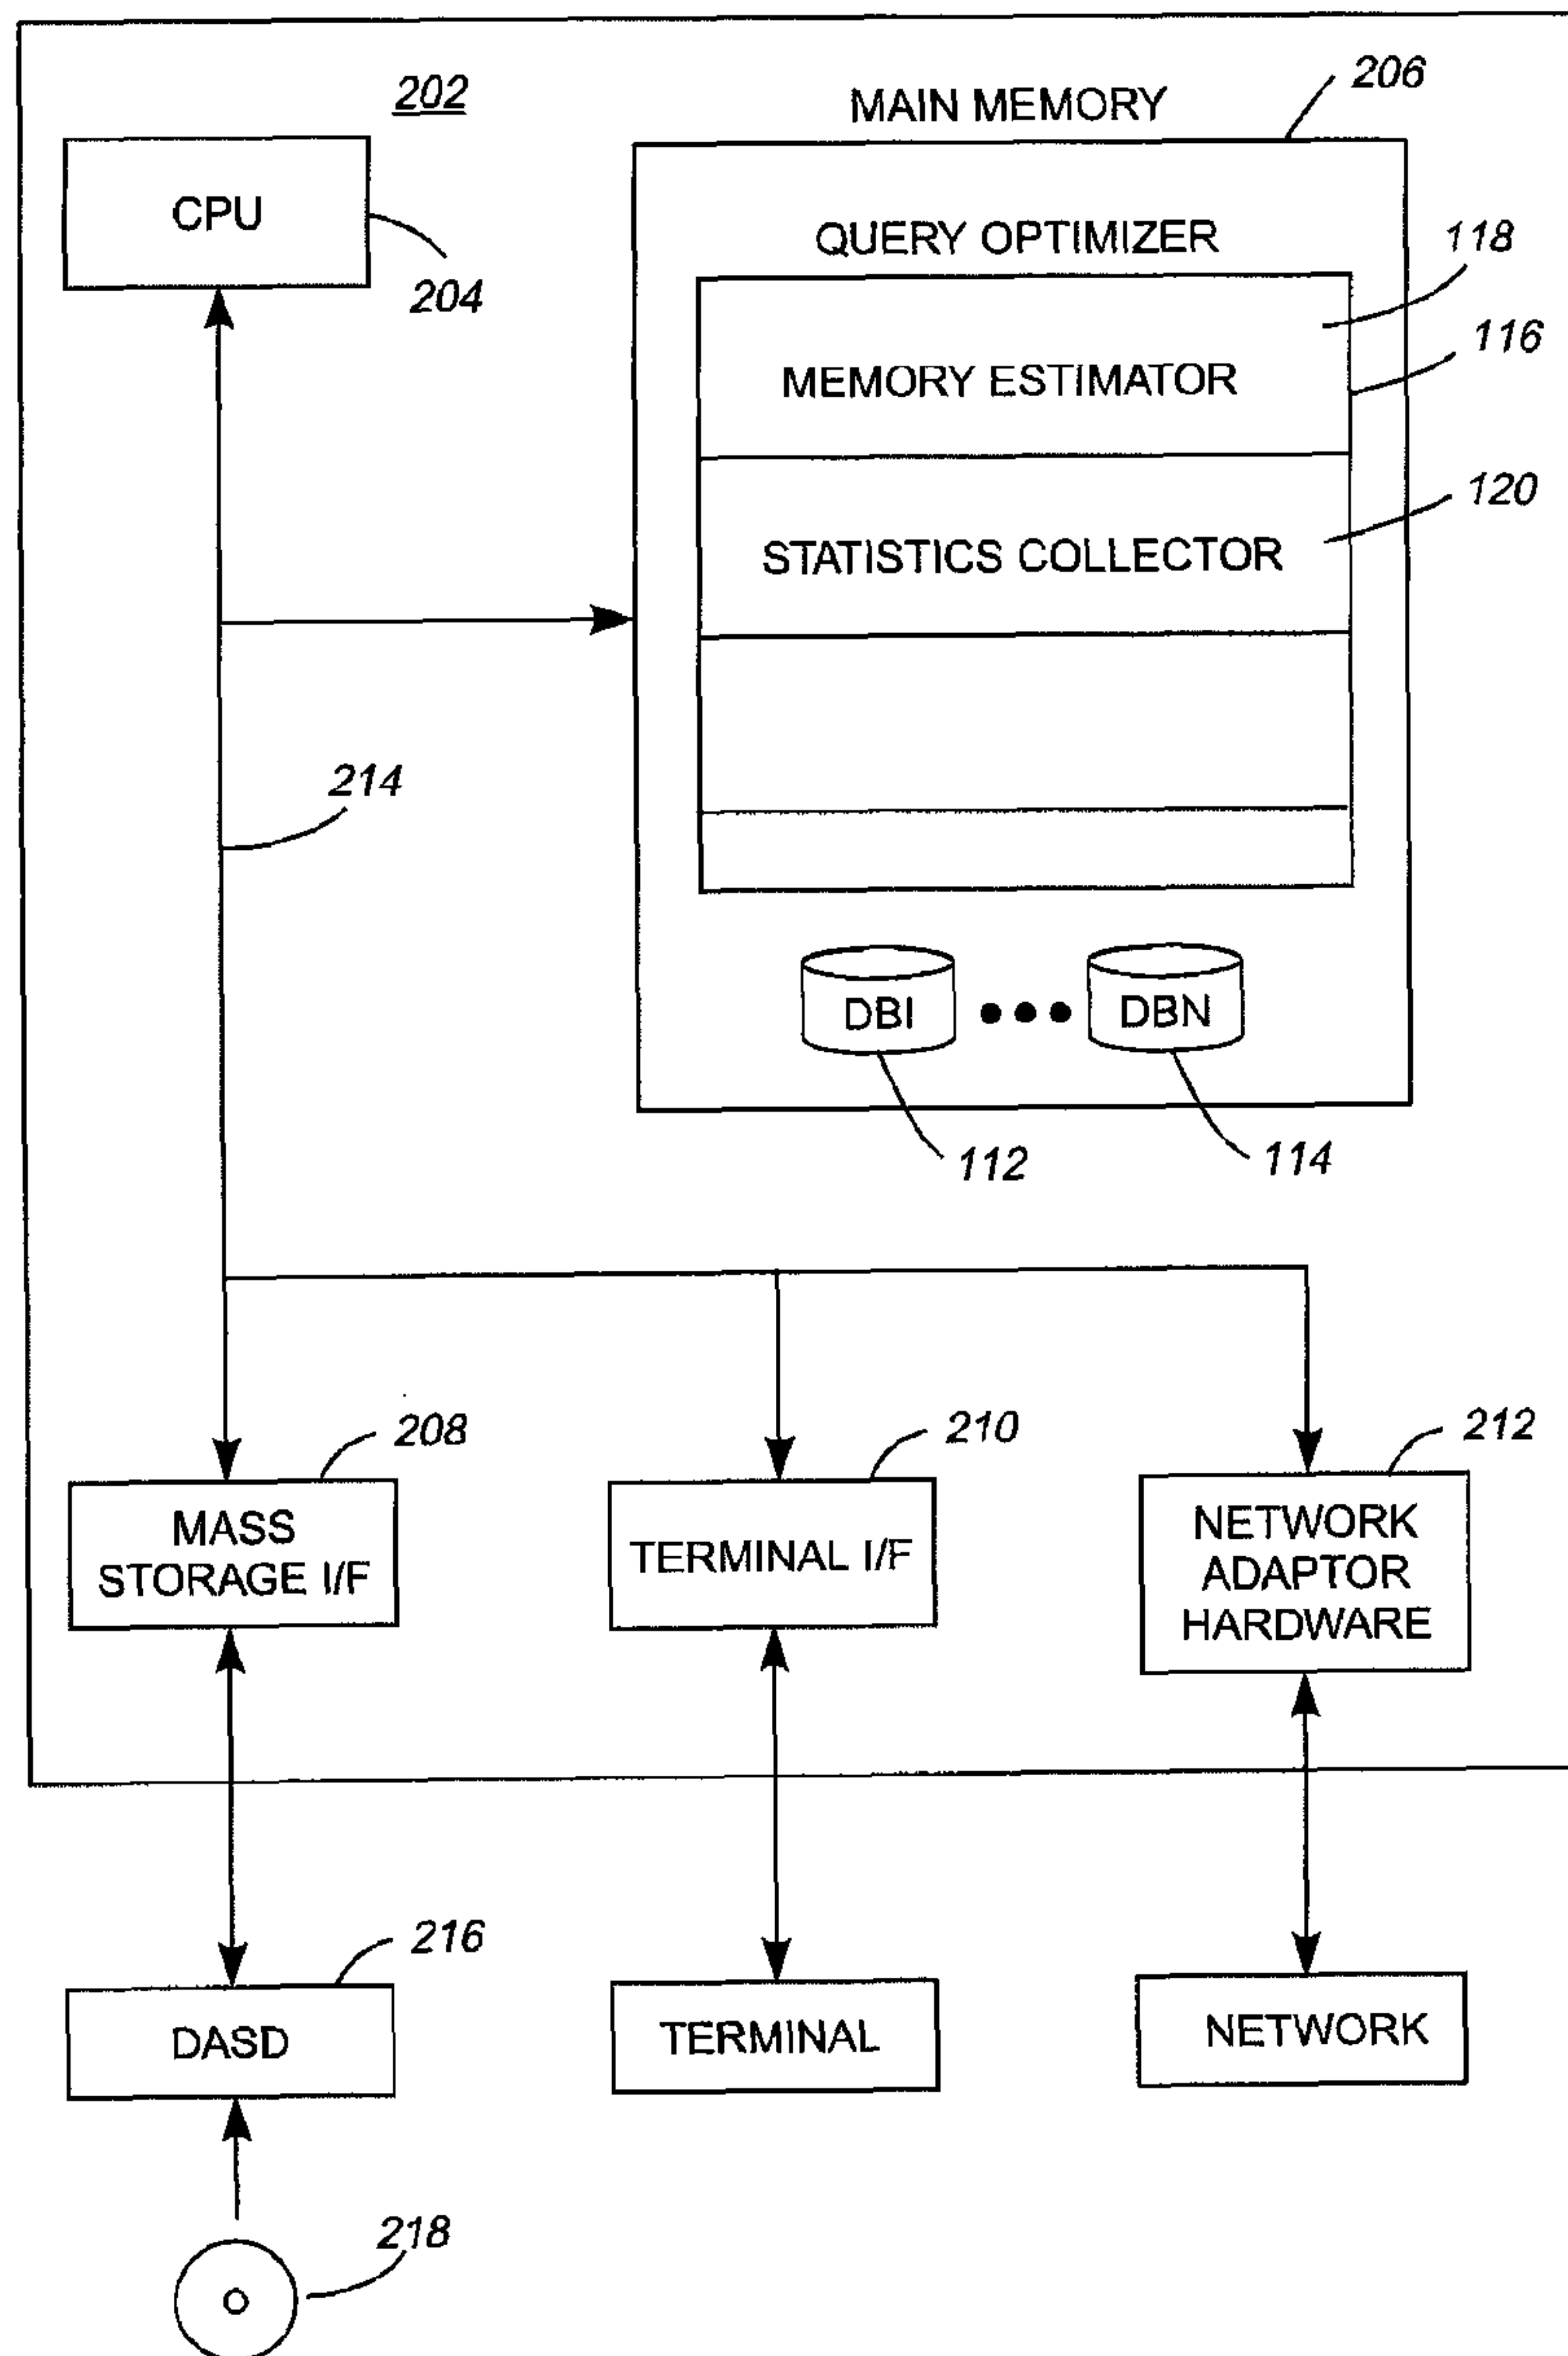 202
MAIN MEMORY
206
CPU
204
QUERY OPTIMIZER
118
116
MEMORY ESTIMATOR
120
STATISTICS COLLECTOR
214
DBI
DBN
112
114
208
210
212
MASS
STORAGE I/F
TERMINAL I/F
NETWORK
ADAPTOR
HARDWARE
216
DASD
TERMINAL
NETWORK
218